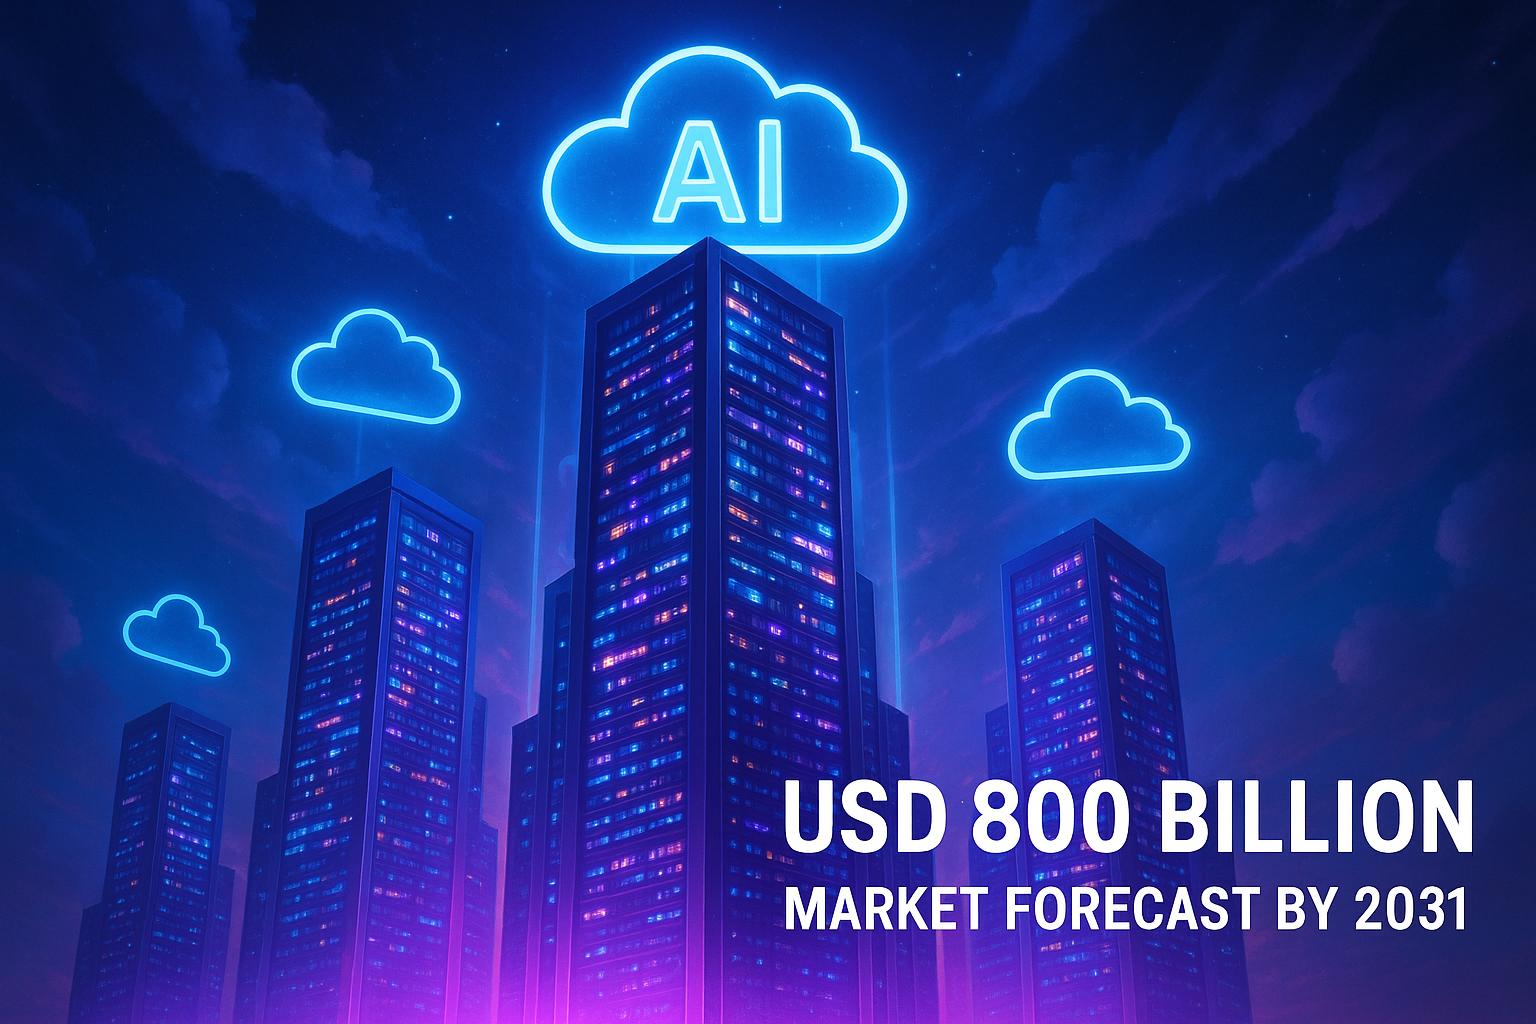 AI
USD 800 BILLION
MARKET FORECAST BY 2031